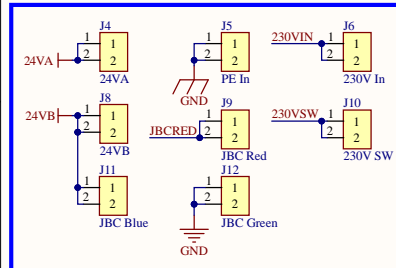 J4
1 1
2 2
24VA
24VA
J5
1 1
2 2
PE In
GND
J6
230VIN
1 1
2 2
230V In
J8
24VB
1 1
2 2
24VB
J9
JBCRED
1 1
2 2
JBC Red
J10
230VSW
1 1
2 2
230V SW
J11
1 1
2 2
JBC Blue
J12
1 1
2 2
JBC Green
GND